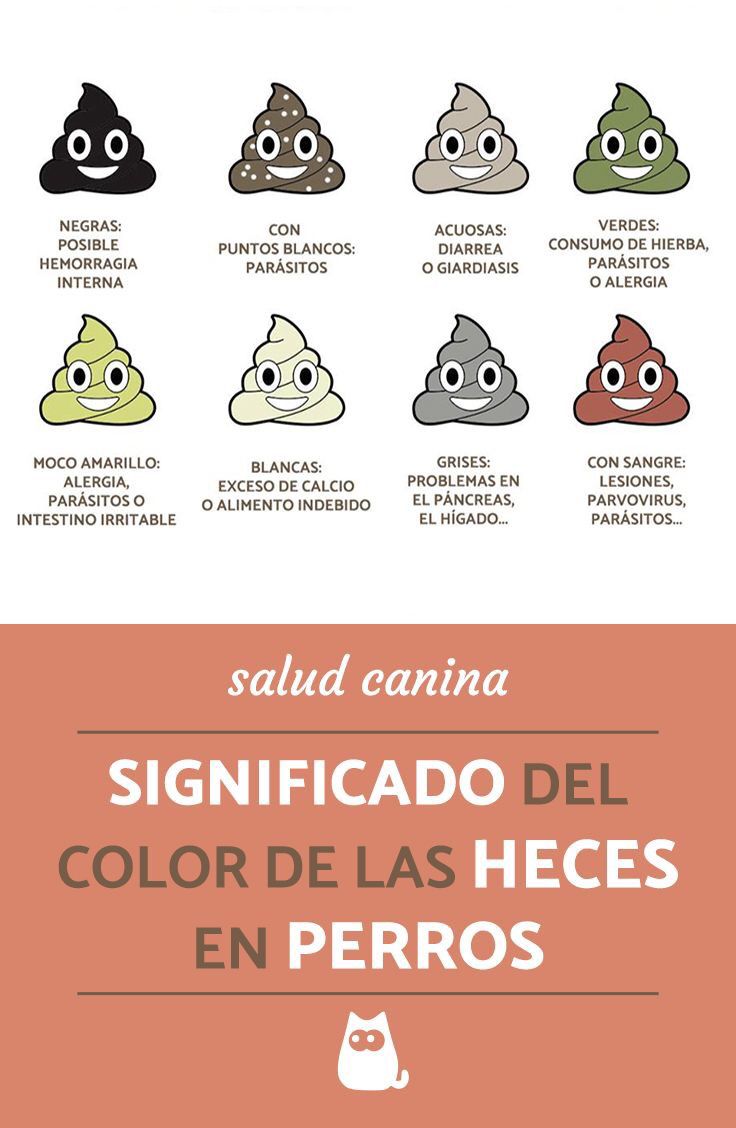 NEGRAS:
POSIBLE
HEMORRAGIA
INTERNA
CON
PUNTOS BLANCOS:
PARÁSITOS
ACUOSAS:
DIARREA
O GIARDIASIS
VERDES:
CONSUMO DE HIERBA,
PARÁSITOS
O ALERGIA
MOCO AMARILLO:
ALERGIA,
PARÁSITOS O
INTESTINO IRRITABLE
BLANCAS:
EXCESO DE CALCIO
O ALIMENTO INDEBIDO
GRISES:
PROBLEMAS EN
EL PÁNCREAS,
EL HÍGADO...
CON SANGRE:
LESIONES,
PARVOVIRUS,
PARÁSITOS...
salud canina
SIGNIFICADO DEL
COLOR DE LAS HECES
EN PERROS